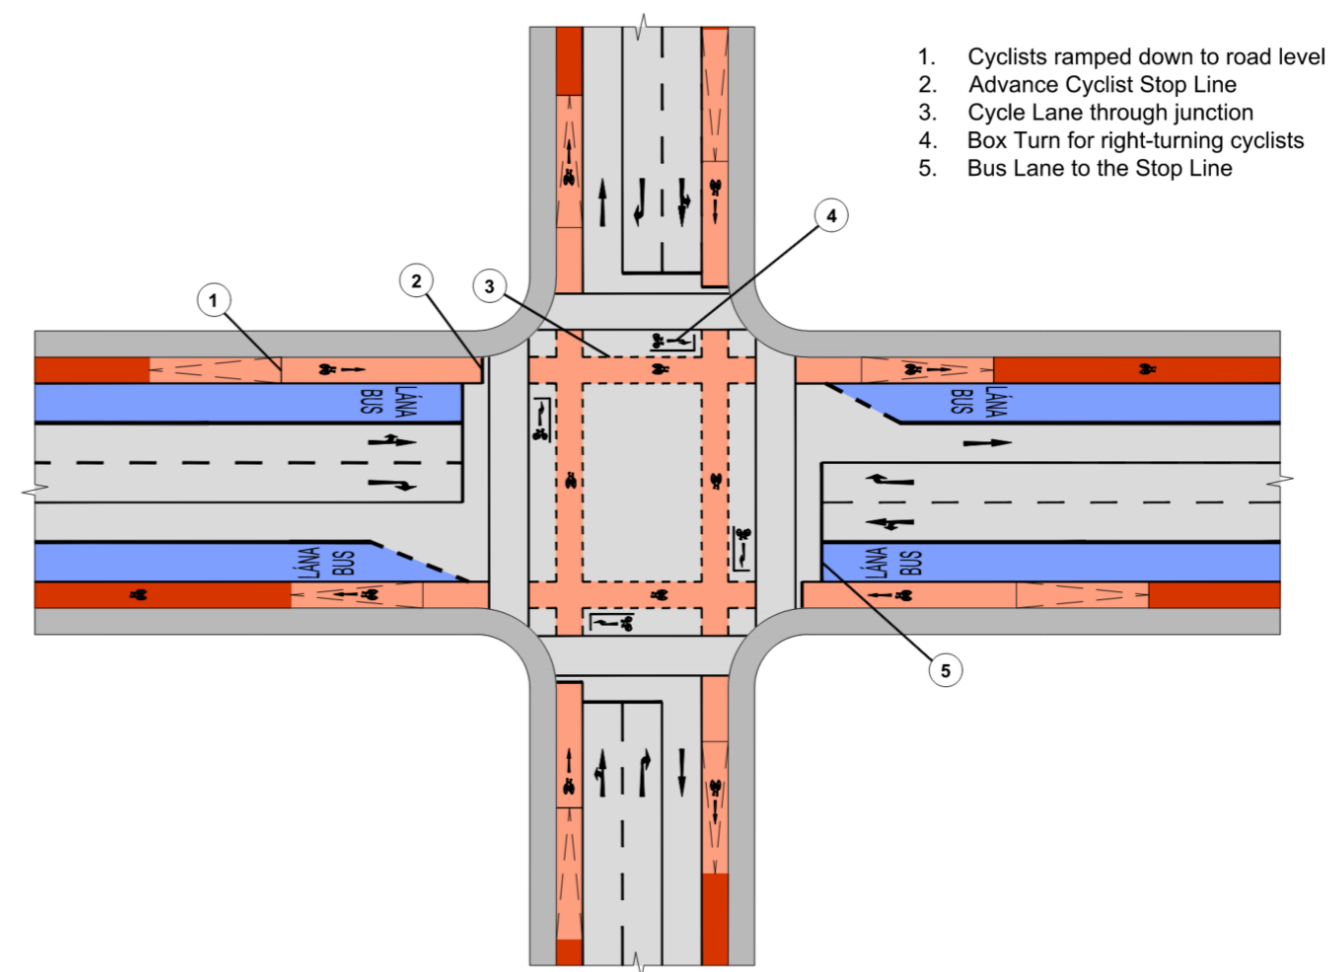 1. Cyclists ramped down to road level
2. Advance Cyclist Stop Line
3. Cycle Lane through junction
4. Box Turn for right-turning cyclists
5. Bus Lane to the Stop Line
4
2
3
1
LÁNA
BUS
LÁNA
BUS
LÁNA
BUS
LÁNA
BUS
5